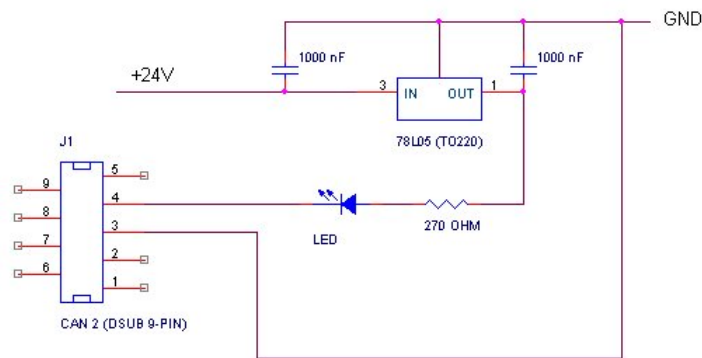 GND
1000 nF
1000 nF
+24V
3 IN OUT 1
78L05 (TO220)
J1
5
9
4
8
3
7
2
6
1
LED
270 OHM
CAN 2 (DSUB 9-PIN)